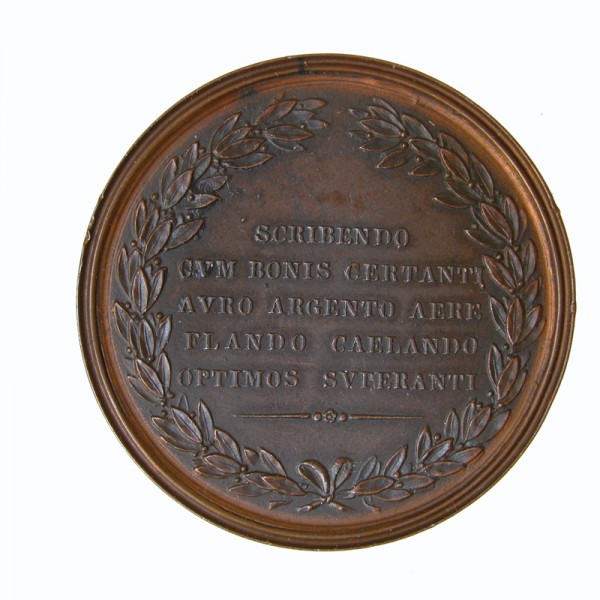 SCRIBENDO
CVM BONIS CERTANTI
AVRO ARGENTO AERE
FLANDO CAELANDO
OPTIMOS SVPERANTI